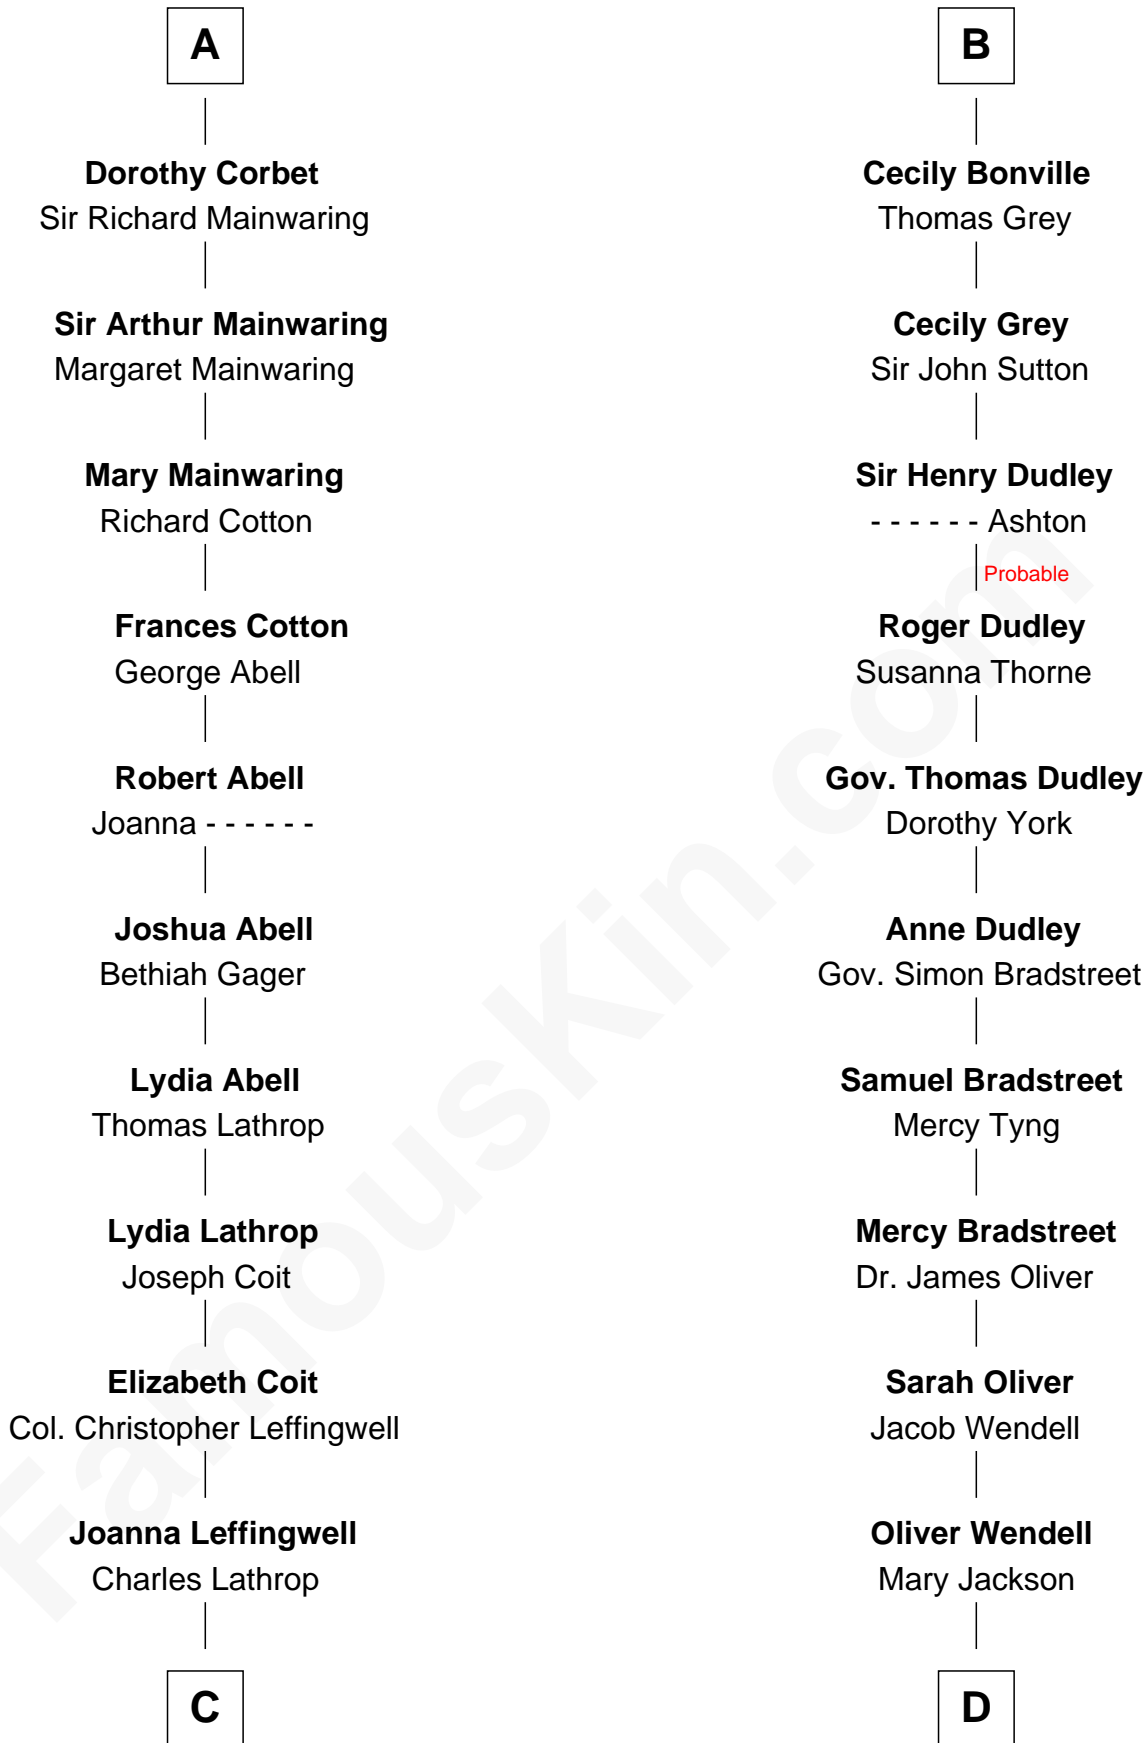 A
Dorothy Corbet
Sir Richard Mainwaring
Sir Arthur Mainwaring
Margaret Mainwaring
Mary Mainwaring
Richard Cotton
Frances Cotton
George Abell
Robert Abell
Joanna - - - - - -
Joshua Abell
Bethiah Gager
Lydia Abell
Thomas Lathrop
Lydia Lathrop
Joseph Coit
Elizabeth Coit
Col. Christopher Leffingwell
Joanna Leffingwell
Charles Lathrop
C
B
Cecily Bonville
Thomas Grey
Cecily Grey
Sir John Sutton
Sir Henry Dudley
- - - - - - Ashton
Probable
Roger Dudley
Susanna Thorne
Gov. Thomas Dudley
Dorothy York
Anne Dudley
Gov. Simon Bradstreet
Samuel Bradstreet
Mercy Tyng
Mercy Bradstreet
Dr. James Oliver
Sarah Oliver
Jacob Wendell
Oliver Wendell
Mary Jackson
D
FamousKin.com